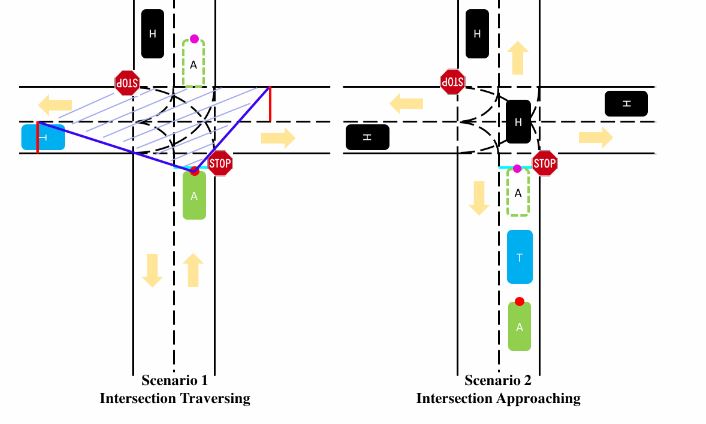 H
A
STOP
T
STOP
A
Scenario 1
Intersection Traversing
H
STOP
H
H
H
STOP
A
T
A
Scenario 2
Intersection Approaching